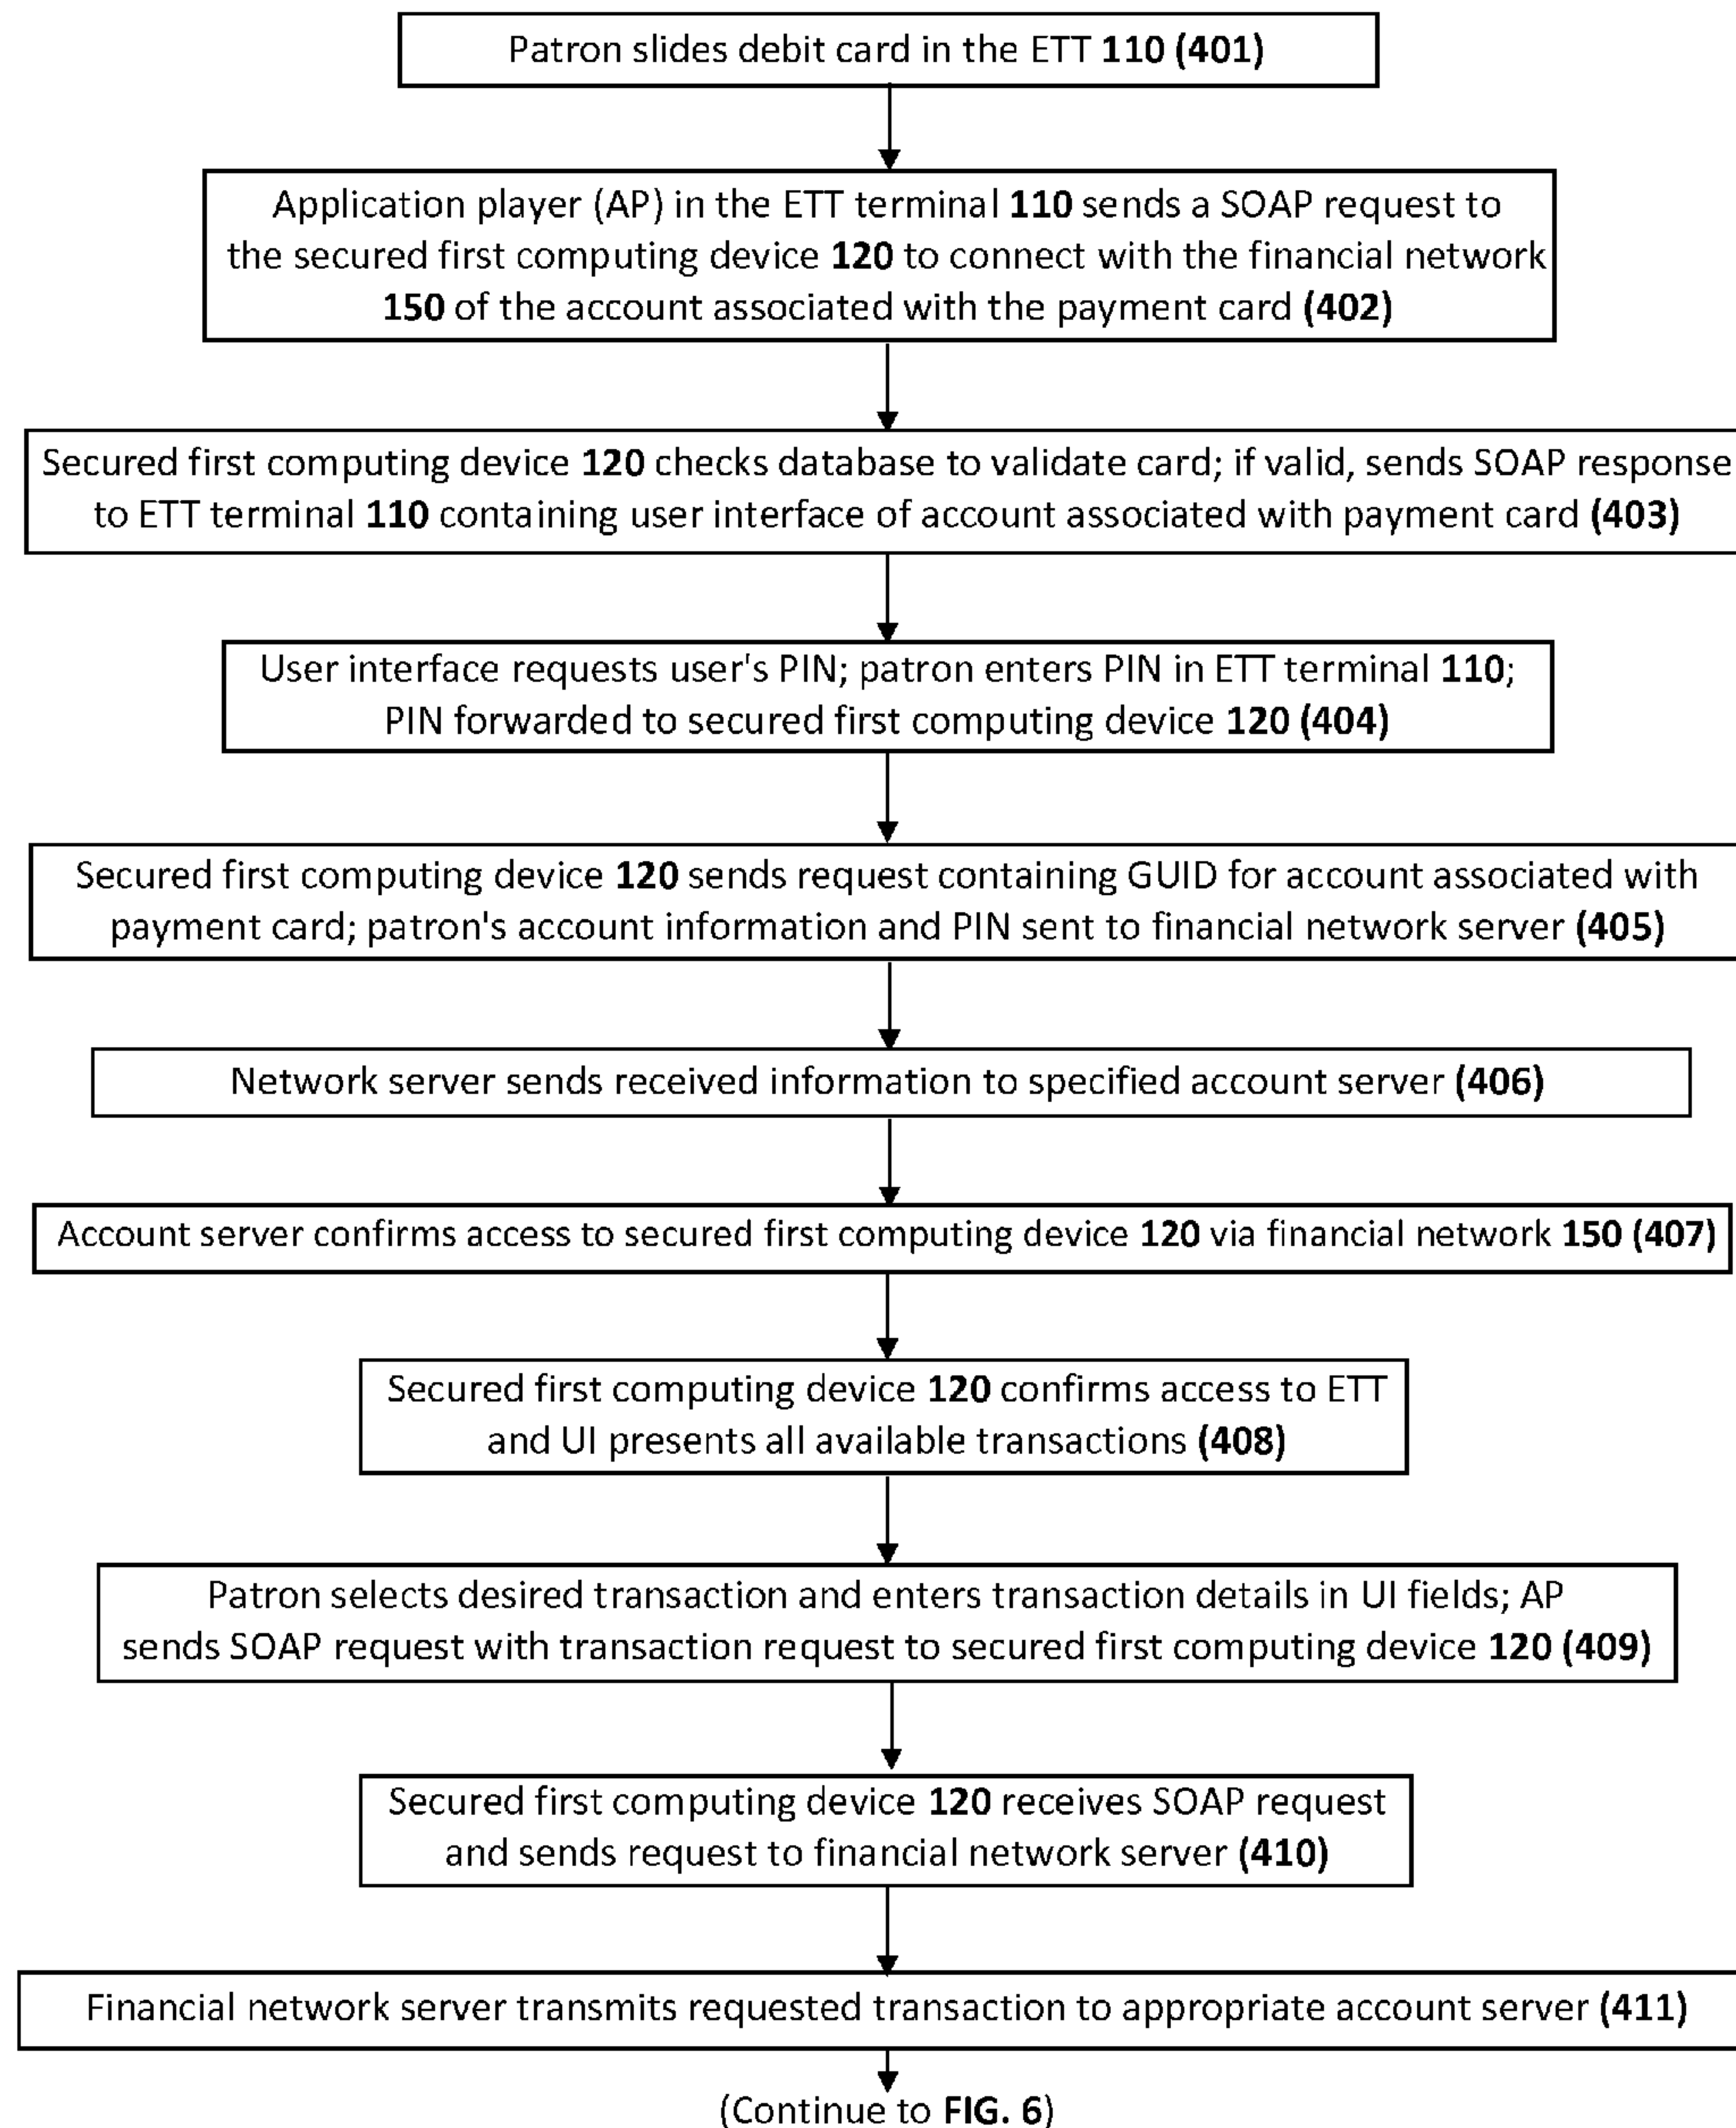 Patron slides debit card in the ETT 110 (401)
Application player (AP) in the ETT terminal 110 sends a SOAP request to
the secured first computing device 120 to connect with the financial network
150 of the account associated with the payment card (402)
Secured first computing device 120 checks database to validate card; if valid, sends SOAP response
to ETT terminal 110 containing user interface of account associated with payment card (403)
User interface requests user's PIN; patron enters PIN in ETT terminal 110;
PIN forwarded to secured first computing device 120 (404)
Secured first computing device 120 sends request containing GUID for account associated with
payment card; patron's account information and PIN sent to financial network server (405)
Network server sends received information to specified account server (406)
Account server confirms access to secured first computing device 120 via financial network 150 (407)
Secured first computing device 120 confirms access to ETT
and UI presents all available transactions (408)
Patron selects desired transaction and enters transaction details in UI fields; AP
sends SOAP request with transaction request to secured first computing device 120 (409)
Secured first computing device 120 receives SOAP request
and sends request to financial network server (410)
Financial network server transmits requested transaction to appropriate account server (411)
(Continue to FIG. 6)